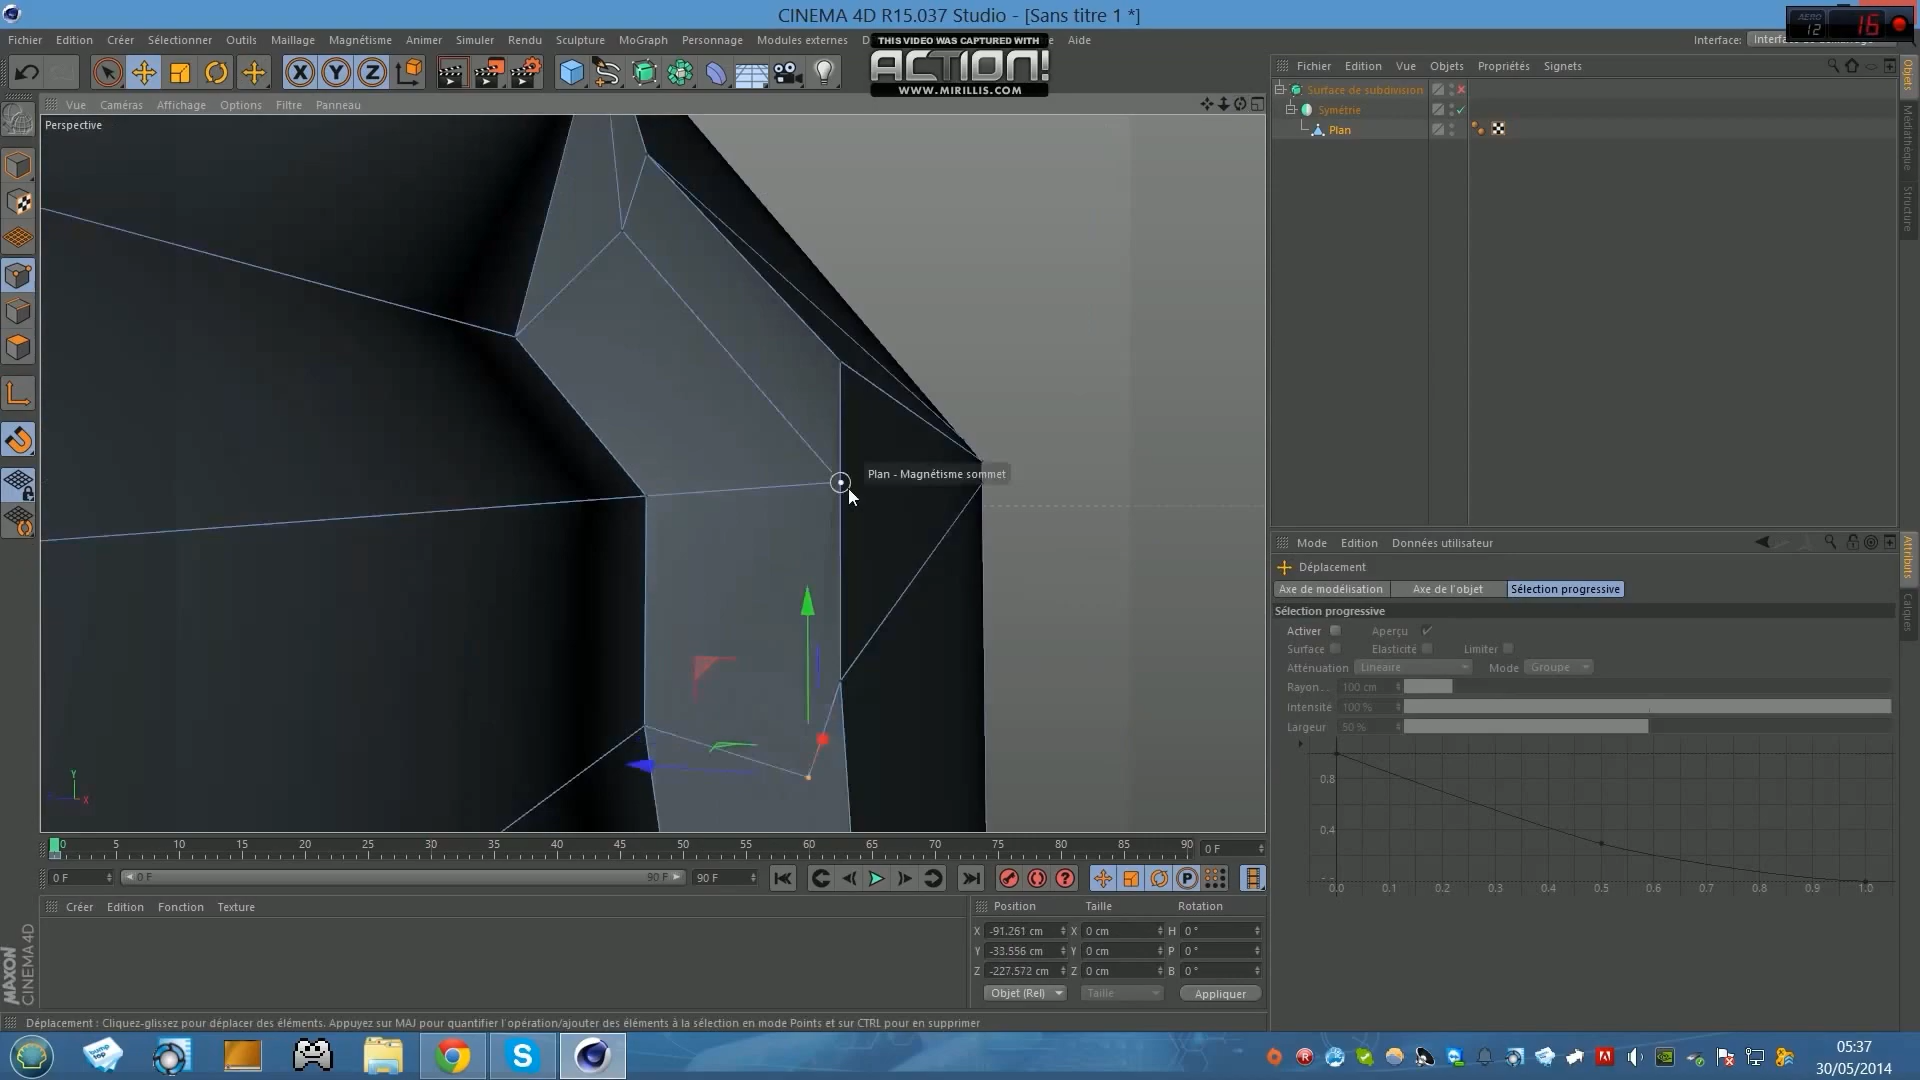 CINEMA 4D R15.037 Studio - [Sans titre 1 *]
AERO 12 16
Fichier Edition Créer Sélectionner Outils Maillage Magnétisme Animer Simuler Rendu Sculpture MoGraph Personnage Modules externes Aide
Interface:
THIS VIDEO WAS CAPTURED WITH
ACTION!
WWW.MIRILLIS.COM
X Y Z
Fichier Edition Vue Objets Propriétés Signets
Vue Caméras Affichage Options Filtre Panneau
Perspective
Surface de subdivision
Symétrie
Plan
Objets
Médiathèque
Structure
Plan - Magnétisme sommet
Y
X
Mode Edition Données utilisateur
Déplacement
Axe de modélisation Axe de l'objet Sélection progressive
Sélection progressive
Activer Aperçu
Surface Elasticité Limiter
Atténuation Linéaire Mode Groupe
Rayon... 100 cm
Intensité 100 %
Largeur 50 %
0.8
0.4
0.0 0.1 0.2 0.3 0.4 0.5 0.6 0.7 0.8 0.9 1.0
Attributs
Calques
0 5 10 15 20 25 30 35 40 45 50 55 60 65 70 75 80 85 90 0 F
0 F 0 F 90 F 90 F
P
Créer Edition Fonction Texture
Position Taille Rotation
X -91.261 cm X 0 cm H 0 °
Y -33.556 cm Y 0 cm P 0 °
Z -227.572 cm Z 0 cm B 0 °
Objet (Rel) Taille Appliquer
MAXON
CINEMA 4D
Déplacement : Cliquez-glissez pour déplacer des éléments. Appuyez sur MAJ pour quantifier l'opération/ajouter des éléments à la sélection en mode Points et sur CTRL pour en supprimer
05:37
30/05/2014